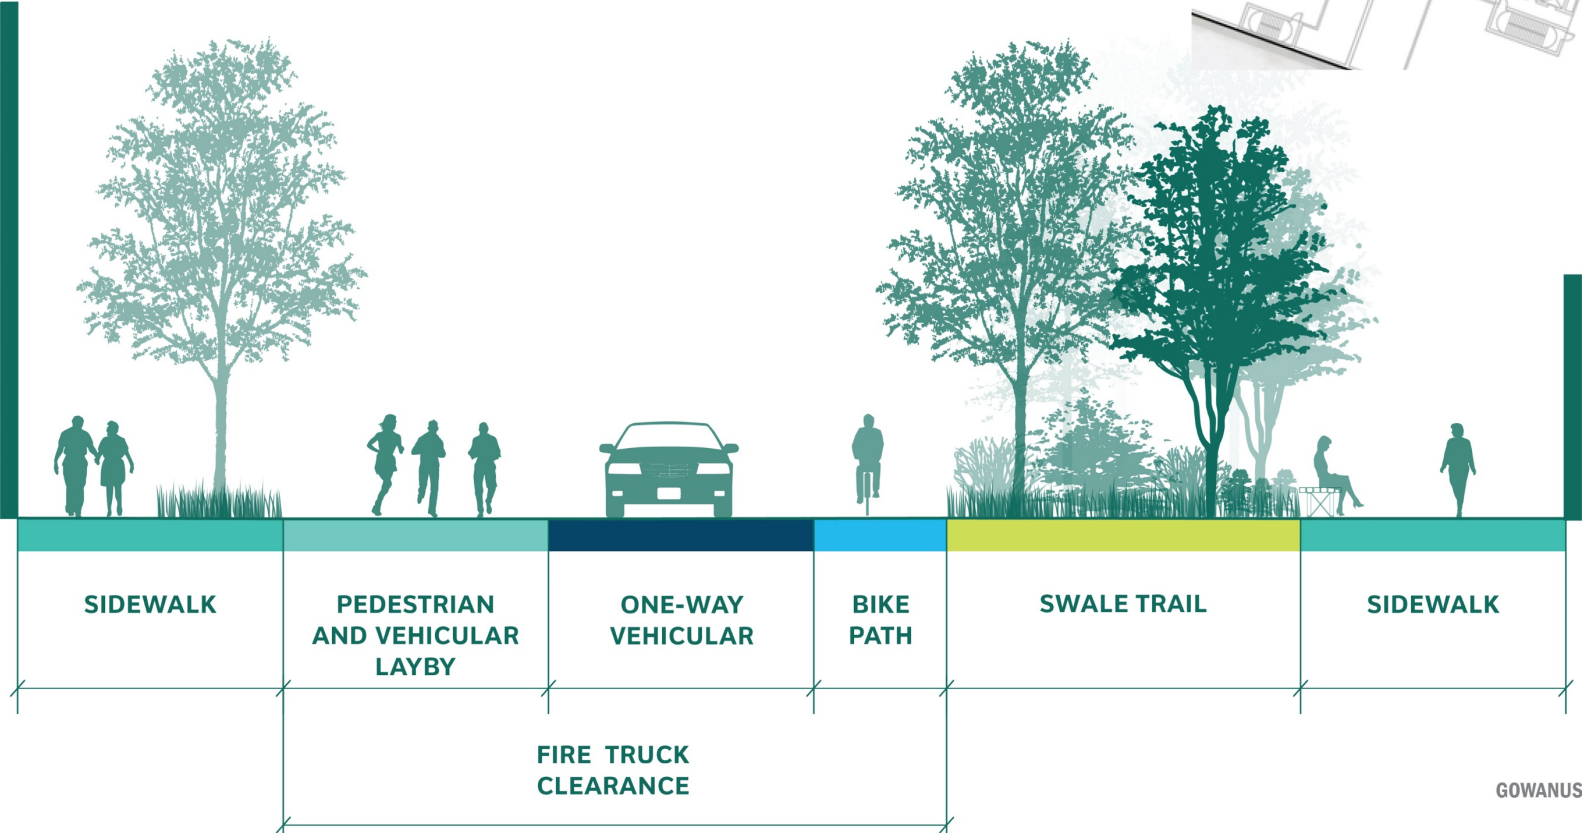 SIDEWALK
PEDESTRIAN
AND VEHICULAR
LAYBY
ONE-WAY
VEHICULAR
BIKE
PATH
SWALE TRAIL
SIDEWALK
FIRE TRUCK
CLEARANCE
GOWANUS